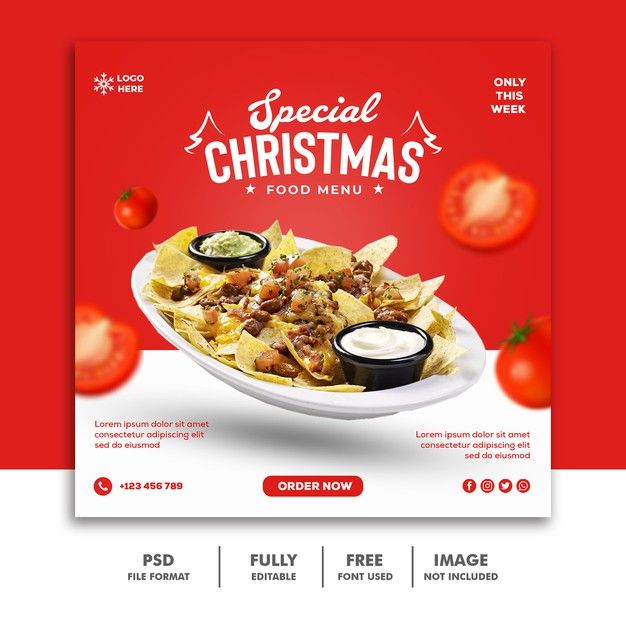 LOGO
HERE
ONLY
THIS
WEEK
Special
CHRISTMAS
FOOD MENU
Lorem ipsum dolor sit amet
consectetur adipiscing elit
sed do eiusmod
Lorem ipsum dolor sit amet,
consectetur adipiscing elit
sed do eiusmod
+123 456 789
ORDER NOW
PSD
FILE FORMAT
FULLY
EDITABLE
FREE
FONT USED
IMAGE
NOT INCLUDED